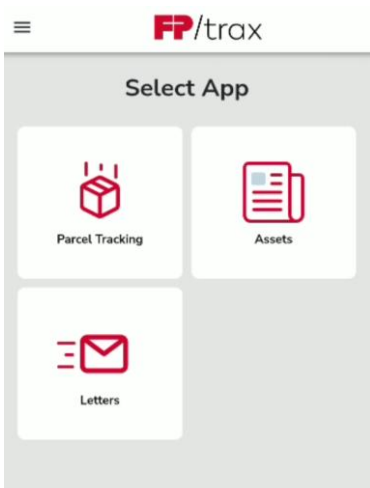 FP/trax
Select App
Parcel Tracking
Assets
Letters